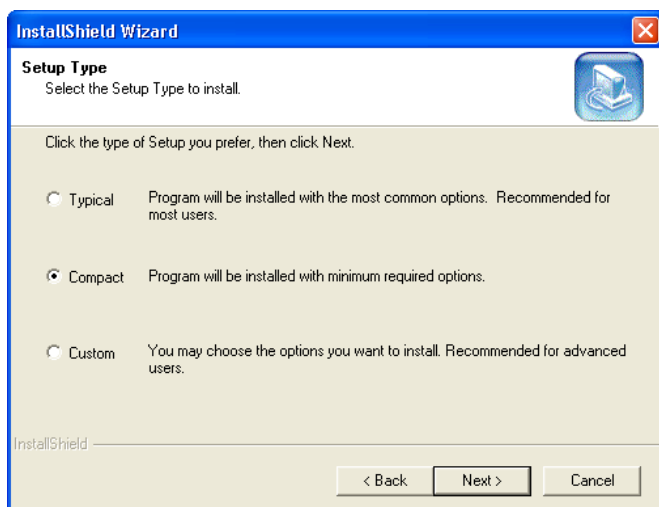 InstallShield Wizard
Setup Type
Select the Setup Type to install.
Click the type of Setup you prefer, then click Next.
Typical Program will be installed with the most common options. Recommended for
most users.
Compact Program will be installed with minimum required options.
Custom You may choose the options you want to install. Recommended for advanced
users.
InstallShield
< Back Next > Cancel